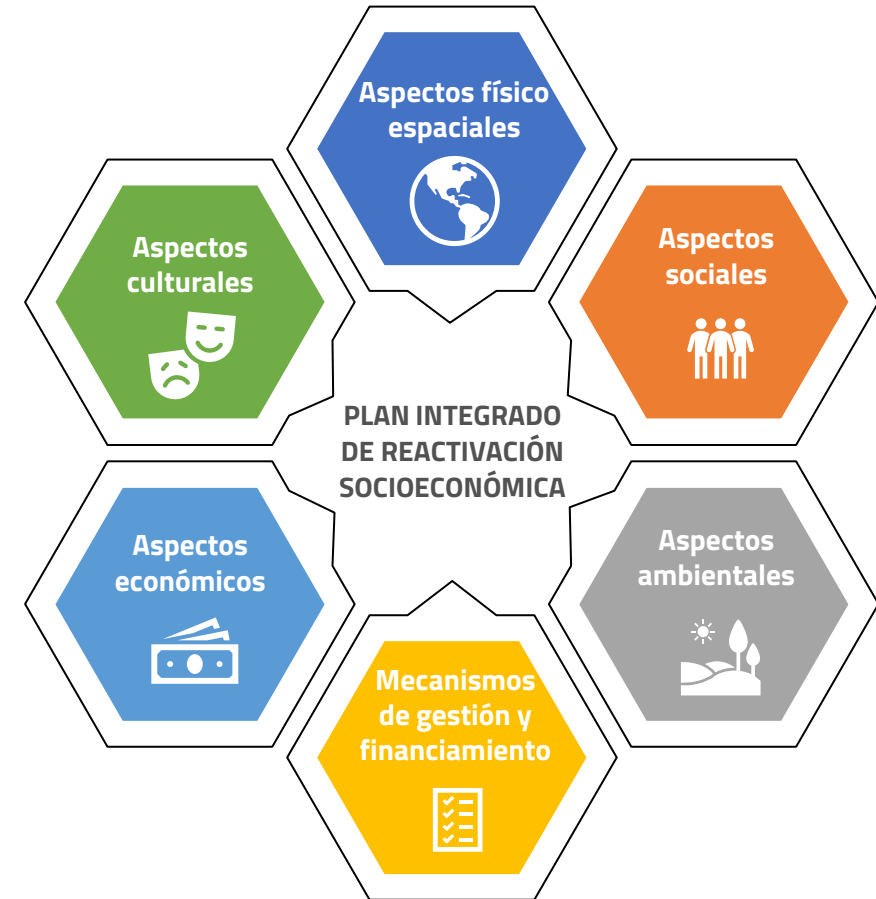 Aspectos físico
espaciales
Aspectos
culturales
Aspectos
sociales
PLAN INTEGRADO
DE REACTIVACIÓN
SOCIOECONÓMICA
Aspectos
económicos
Aspectos
ambientales
Mecanismos
de gestión y
financiamiento